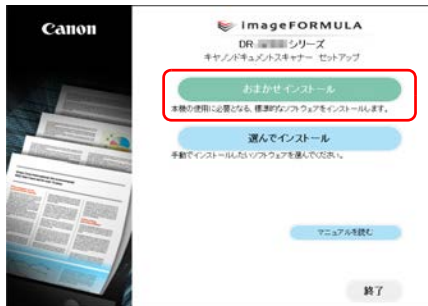 Canon
imageFORMULA
DR シリーズ
キヤノンドキュメントスキャナー セットアップ
おまかせインストール
本機の使用に必要となる、標準的なソフトウェアをインストールします。
選んでインストール
手動でインストールしたいソフトウェアを選んでください。
マニュアルを読む
終了